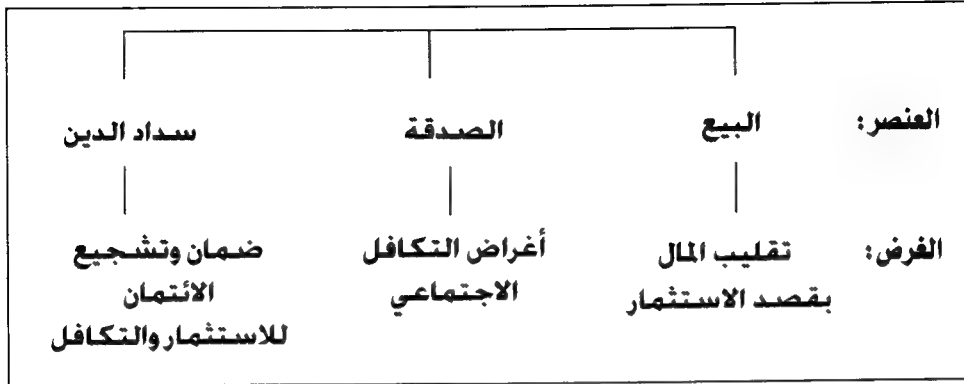 العنصر: البيع الصدقة سداد الدين
الغرض: تقليب المال أغراض التكافل ضمان وتشجيع
بقصد الاستثمار الاجتماعي الائتمان
للاستثمار والتكافل